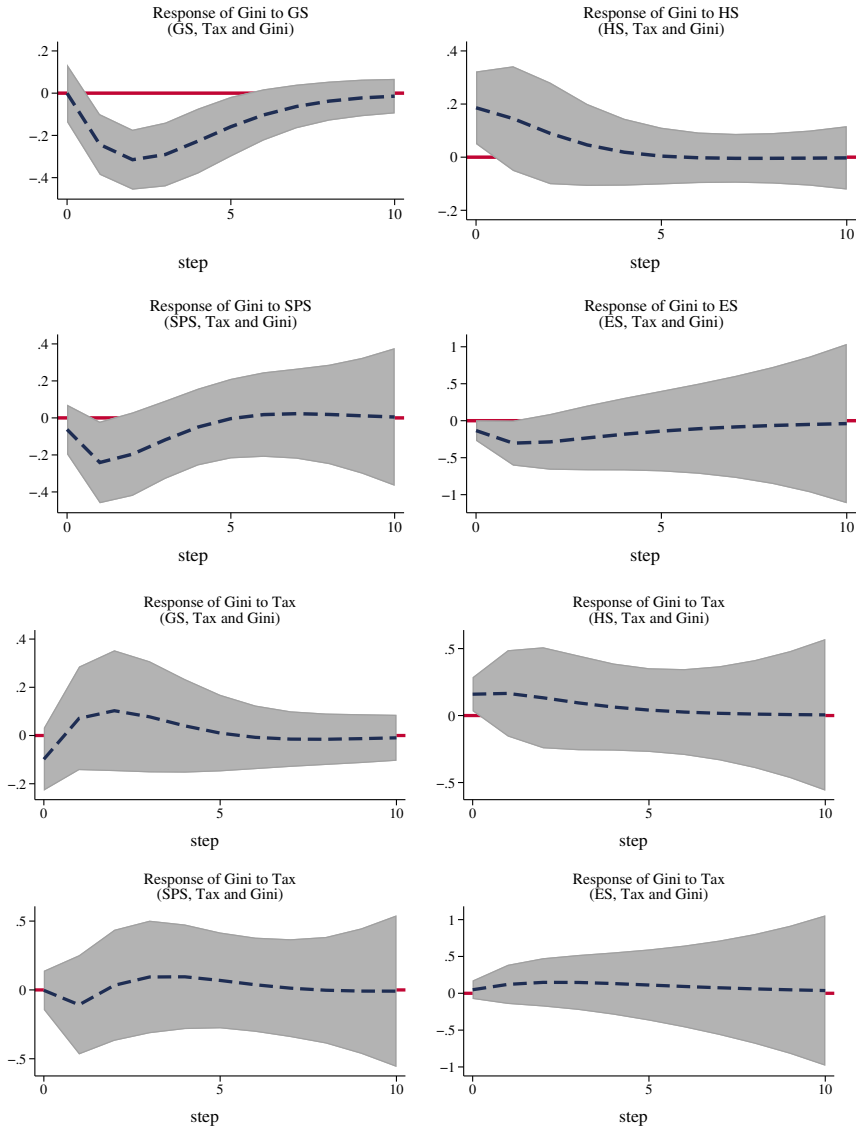 Response of Gini to GS
(GS, Tax and Gini)
.2
0
−.2
−.4
0
5
10
step
Response of Gini to HS
(HS, Tax and Gini)
.4
.2
0
−.2
0
5
10
step
Response of Gini to SPS
(SPS, Tax and Gini)
.4
.2
0
−.2
−.4
0
5
10
step
Response of Gini to ES
(ES, Tax and Gini)
1
.5
0
−.5
−1
0
5
10
step
Response of Gini to Tax
(GS, Tax and Gini)
.4
.2
0
−.2
0
5
10
step
Response of Gini to Tax
(HS, Tax and Gini)
.5
0
−.5
0
5
10
step
Response of Gini to Tax
(SPS, Tax and Gini)
.5
0
−.5
0
5
10
step
Response of Gini to Tax
(ES, Tax and Gini)
1
.5
0
−.5
−1
0
5
10
step